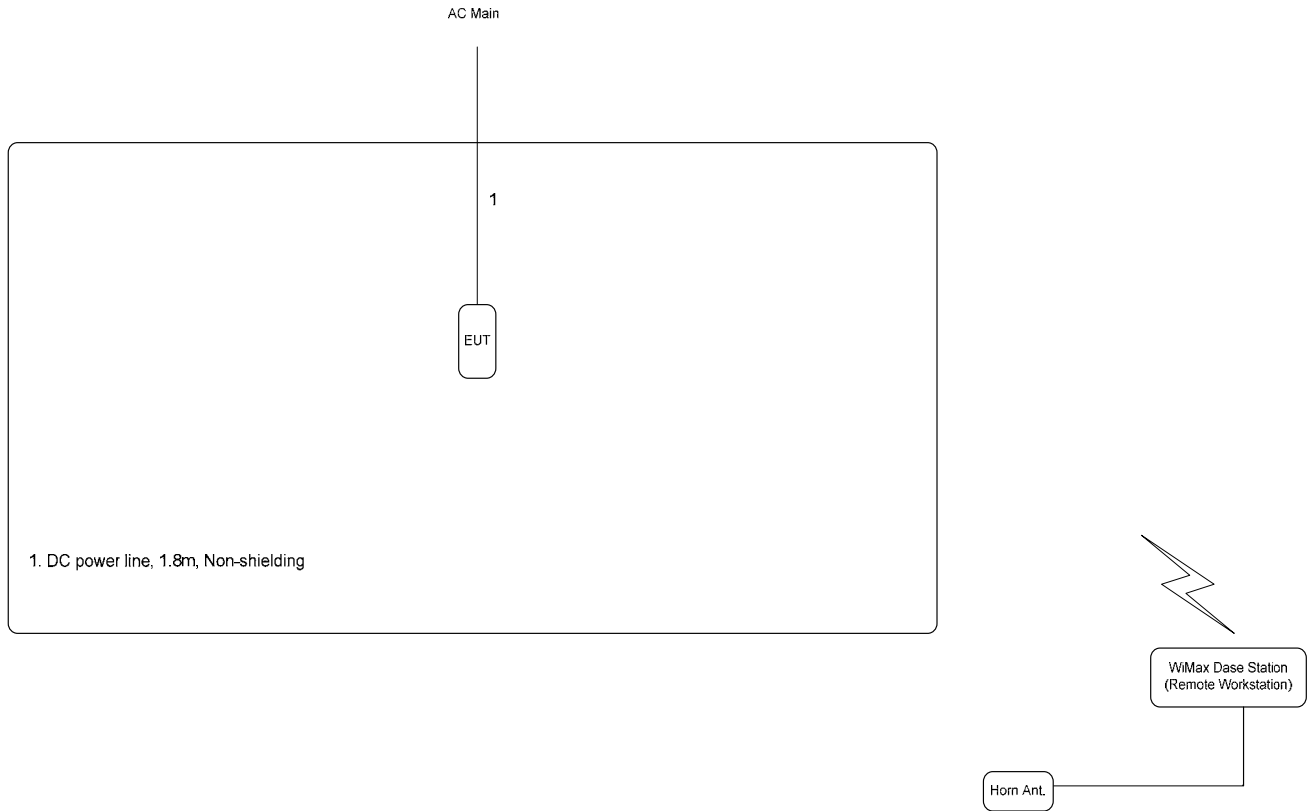 AC Main
1
EUT
1. DC power line, 1.8m, Non-shielding
WiMax Dase Station
(Remote Workstation)
Horn Ant.